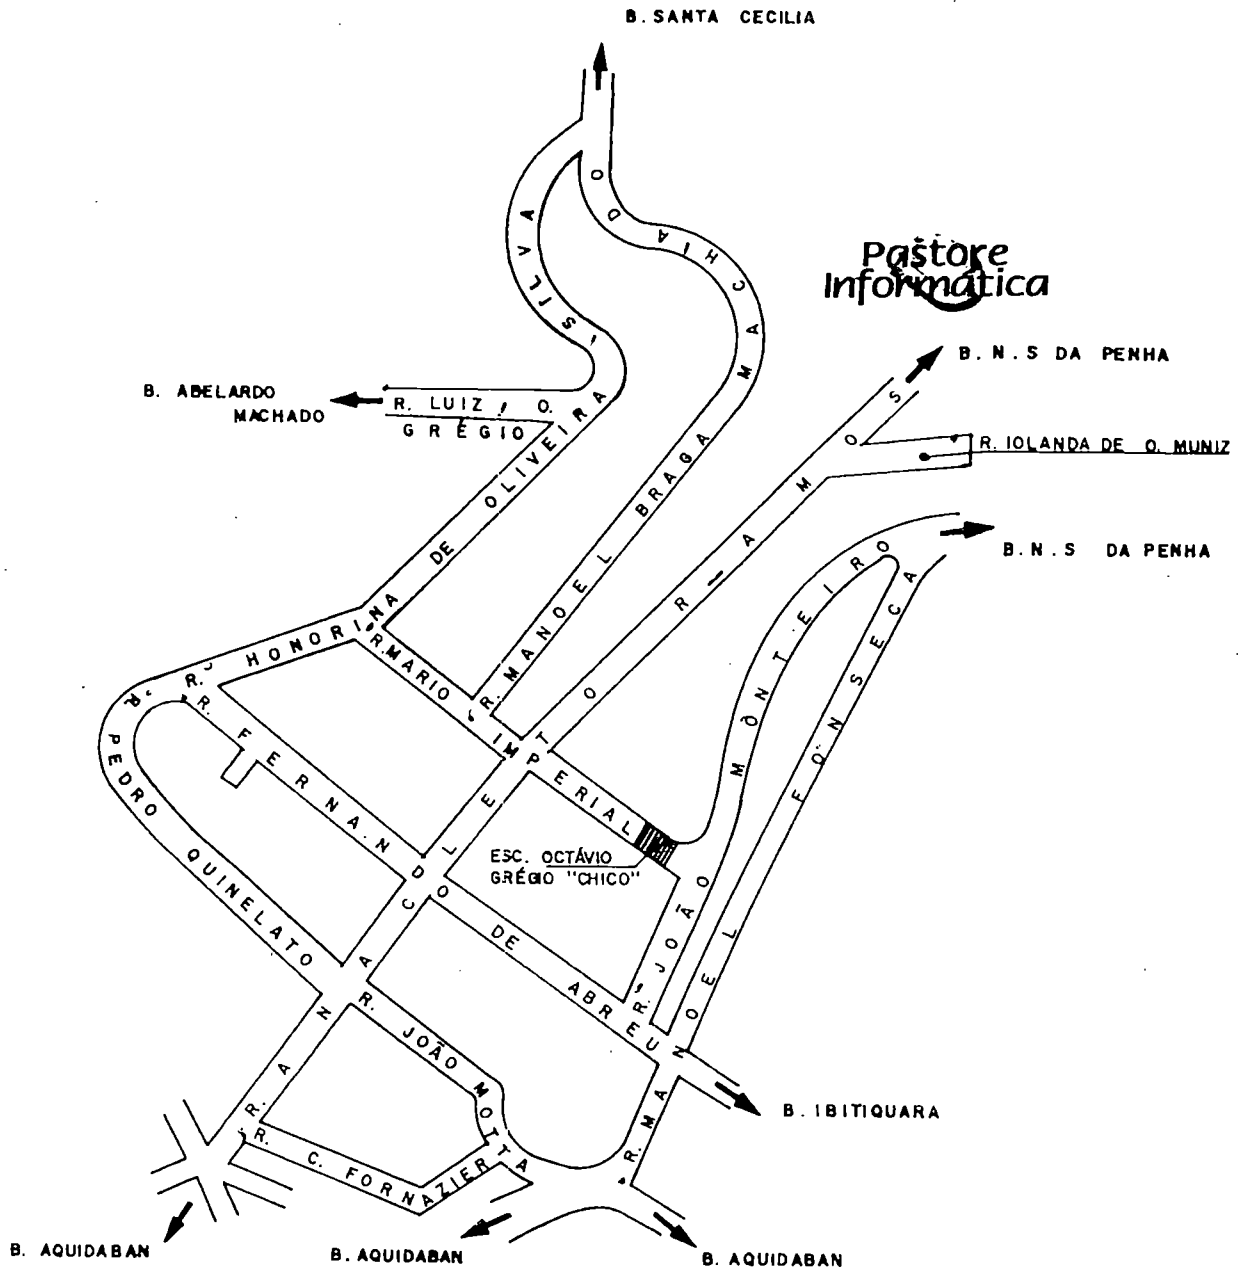 B. SANTA CECILIA
Pastore
Informática
B. N. S DA PENHA
B. ABELARDO
MACHADO
R. LUIZ O.
GRÉGIO
R. IOLANDA DE O. MUNIZ
B. N. S DA PENHA
R. HONORINA DE OLIVEIRA SILVA
R. MANOEL BRAGA MACHIADO
R. MARIO IMPERIAL
R. ANACLETO RAMOS
R. FERNANDO DE ABREU
R. PEDRO QUINELATO
ESC. OCTÁVIO
GRÉGIO "CHICO"
R. JOÃO MONTEIRO
R. MANOEL FONSECA
R. JOÃO MOTTA
R. C. FORNAZIER
B. IBITIQUARA
B. AQUIDABAN
B. AQUIDABAN
B. AQUIDABAN